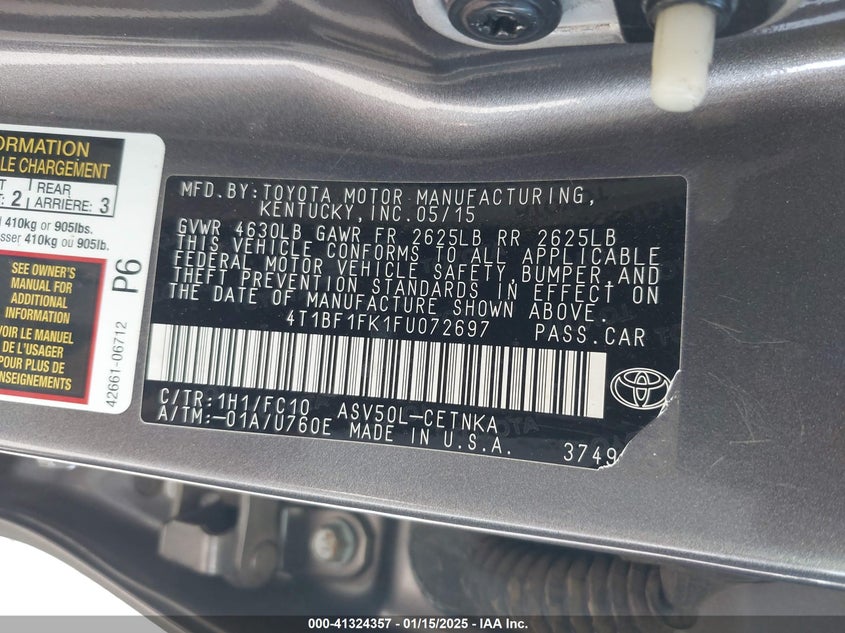 ORMATION
LE CHARGEMENT
2
REAR
ARRIÈRE: 3
410kg or 905lbs.
ser 410kg ou 905lb.
SEE OWNER'S
MANUAL FOR
ADDITIONAL
INFORMATION
VOIR LE MANUEL
DE L'USAGER
POUR PLUS DE
NSEIGNEMENTS
P6
42661-06712
MFD.BY:TOYOTA MOTOR MANUFACTURING,
KENTUCKY,INC.05/15
GVWR 4630LB GAWR FR 2625LB RR 2625LB
THIS VEHICLE CONFORMS TO ALL APPLICABLE
FEDERAL MOTOR VEHICLE SAFETY,BUMPER,AND
THEFT PREVENTION STANDARDS IN EFFECT ON
THE DATE OF MANUFACTURE SHOWN ABOVE.
4T1BF1FK1FU072697 PASS.CAR
C/TR:1H1/FC10 ASV50L-CETNKA
A/TM:-01A/U760E MADE IN U.S.A.
3749
000-41324357 - 01/15/2025 - IAA Inc.